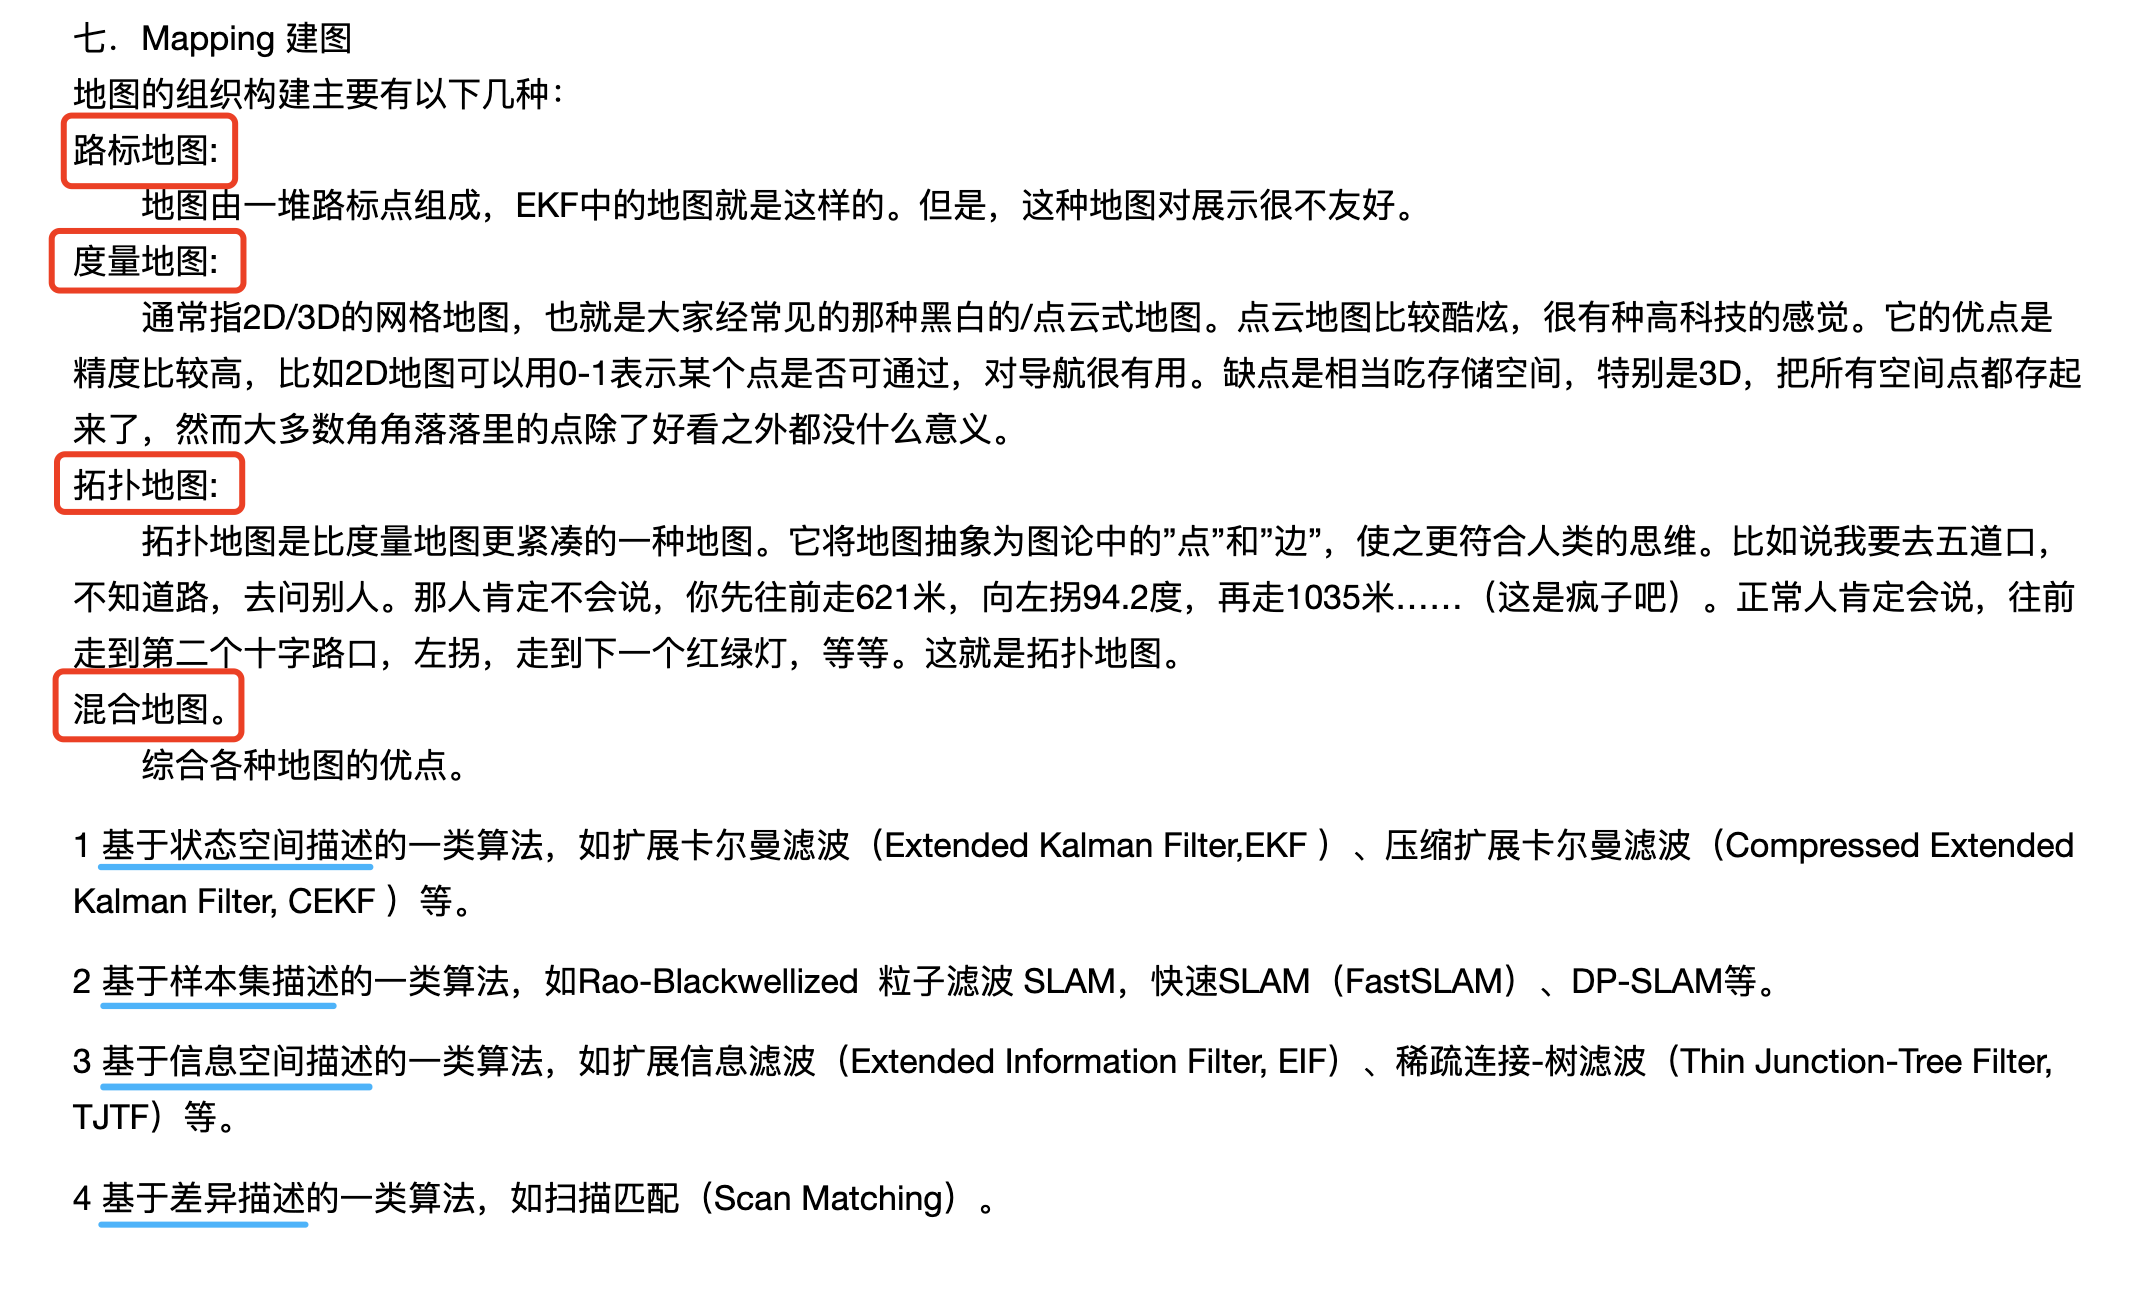 七．Mapping 建图
地图的组织构建主要有以下几种：
路标地图:
地图由一堆路标点组成，EKF中的地图就是这样的。但是，这种地图对展示很不友好。
度量地图:
通常指2D/3D的网格地图，也就是大家经常见的那种黑白的/点云式地图。点云地图比较酷炫，很有种高科技的感觉。它的优点是
精度比较高，比如2D地图可以用0-1表示某个点是否可通过，对导航很有用。缺点是相当吃存储空间，特别是3D，把所有空间点都存起
来了，然而大多数角角落落里的点除了好看之外都没什么意义。
拓扑地图:
拓扑地图是比度量地图更紧凑的一种地图。它将地图抽象为图论中的”点”和”边”，使之更符合人类的思维。比如说我要去五道口，
不知道路，去问别人。那人肯定不会说，你先往前走621米，向左拐94.2度，再走1035米……（这是疯子吧）。正常人肯定会说，往前
走到第二个十字路口，左拐，走到下一个红绿灯，等等。这就是拓扑地图。
混合地图。
综合各种地图的优点。
1 基于状态空间描述的一类算法，如扩展卡尔曼滤波（Extended Kalman Filter,EKF ）、压缩扩展卡尔曼滤波（Compressed Extended
Kalman Filter, CEKF ）等。
2 基于样本集描述的一类算法，如Rao-Blackwellized  粒子滤波 SLAM，快速SLAM（FastSLAM）、DP-SLAM等。
3 基于信息空间描述的一类算法，如扩展信息滤波（Extended Information Filter, EIF）、稀疏连接-树滤波（Thin Junction-Tree Filter,
TJTF）等。
4 基于差异描述的一类算法，如扫描匹配（Scan Matching）。